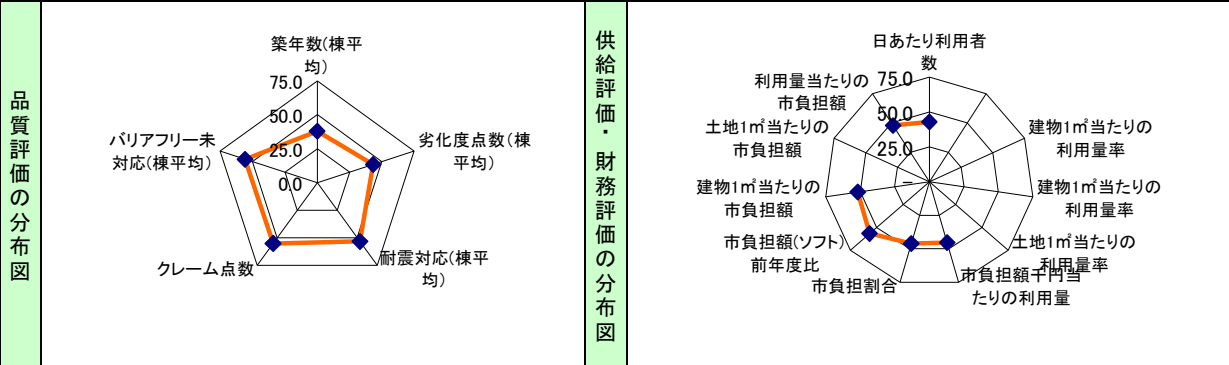 品質評価の分布図
築年数(棟平
均)
75.0
50.0
25.0
0.0
劣化度点数(棟
平均)
耐震対応(棟平
均)
クレーム点数
バリアフリー未
対応(棟平均)
供給評価・財務評価の分布図
日あたり利用者
数
75.0
50.0
25.0
–
建物1㎡当たりの
利用量率
建物1㎡当たりの
利用量率
土地1㎡当たりの
利用量率
市負担額千円当
たりの利用量
市負担割合
市負担額(ソフト)
前年度比
建物1㎡当たりの
市負担額
土地1㎡当たりの
市負担額
利用量当たりの
市負担額